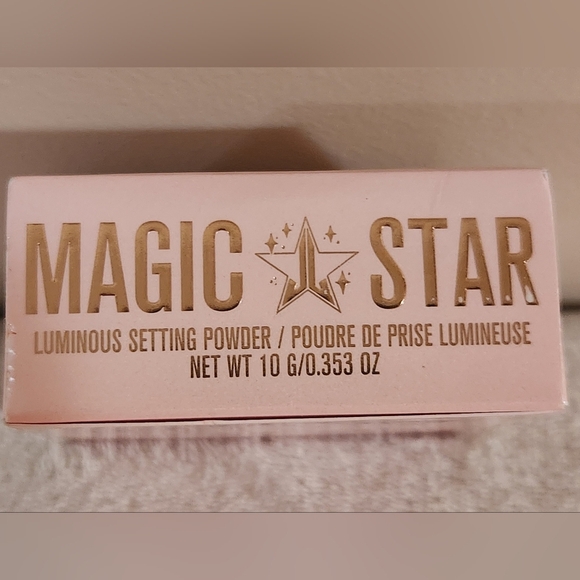 MAGIC STAR
LUMINOUS SETTING POWDER / POUDRE DE PRISE LUMINEUSE
NET WT 10 G/0.353 OZ